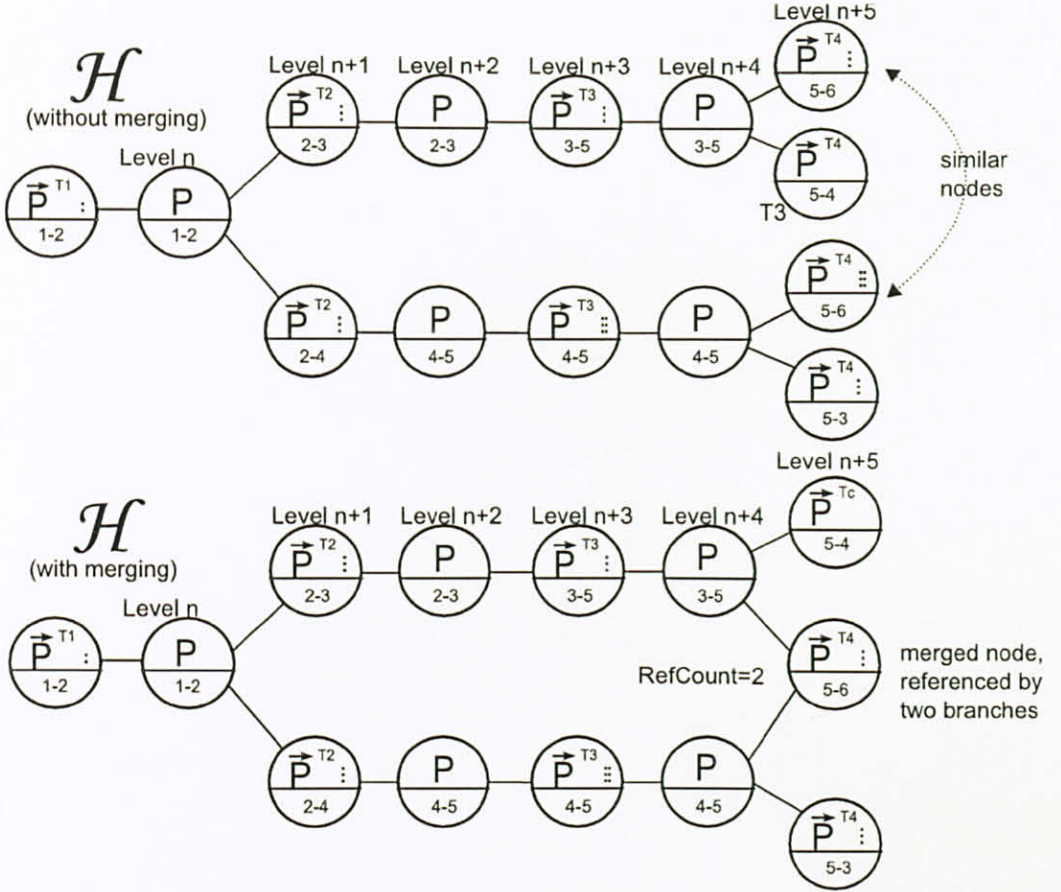 Level n+5
ℋ
(without merging)
Level n+1 Level n+2 Level n+3 Level n+4
P T4 ⋮
5-6
P T2 ⋮
2-3
P
2-3
P T3 ⋮
3-5
P
3-5
Level n
P T4
5-4
similar
nodes
P T1 :
1-2
P
1-2
T3
P T4 ⋮⋮
5-6
P T2 ⋮
2-4
P
4-5
P T3 ⋮⋮
4-5
P
4-5
P T4 ⋮
5-3
Level n+5
ℋ
(with merging)
Level n+1 Level n+2 Level n+3 Level n+4
P Tc
5-4
P T2 ⋮
2-3
P
2-3
P T3 ⋮
3-5
P
3-5
Level n
P T1 :
1-2
P
1-2
RefCount=2
P T4 ⋮
5-6
merged node,
referenced by
two branches
P T2 ⋮
2-4
P
4-5
P T3 ⋮⋮
4-5
P
4-5
P T4 ⋮
5-3